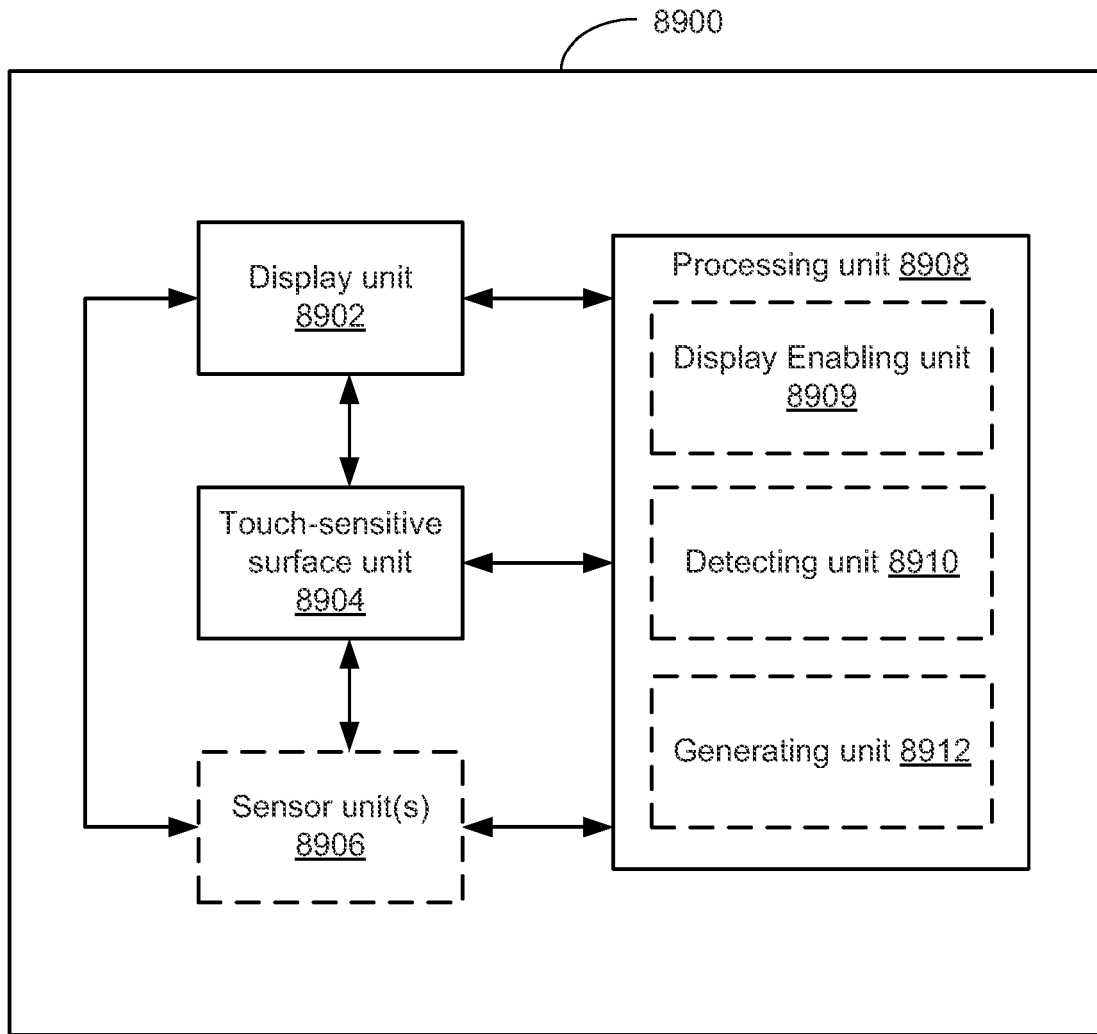 8900
Display unit
8902
Touch-sensitive
surface unit
8904
Sensor unit(s)
8906
Processing unit 8908
Display Enabling unit
8909
Detecting unit 8910
Generating unit 8912